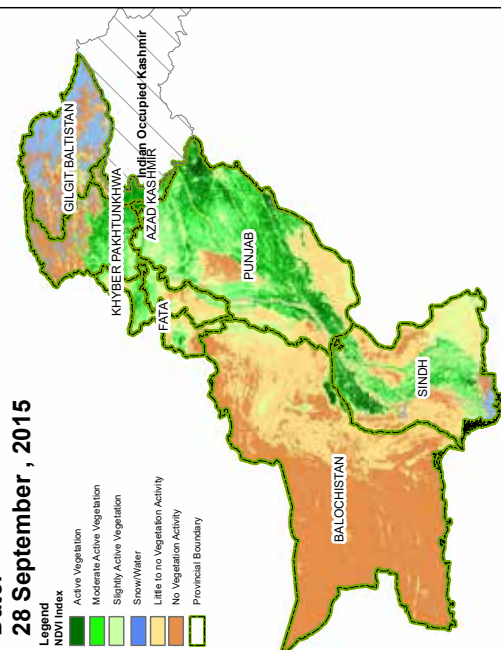 28 September , 2015
Legend
NDVI Index
Active Vegetation
Moderate Active Vegetation
Slightly Active Vegetation
Snow/Water
Little to no Vegetation Activity
No Vegetation Activity
Provincial Boundary
GILGIT BALTISTAN
KHYBER PAKHTUNKHWA
Indian Occupied Kashmir
AZAD KASHMIR
FATA
PUNJAB
BALOCHISTAN
SINDH